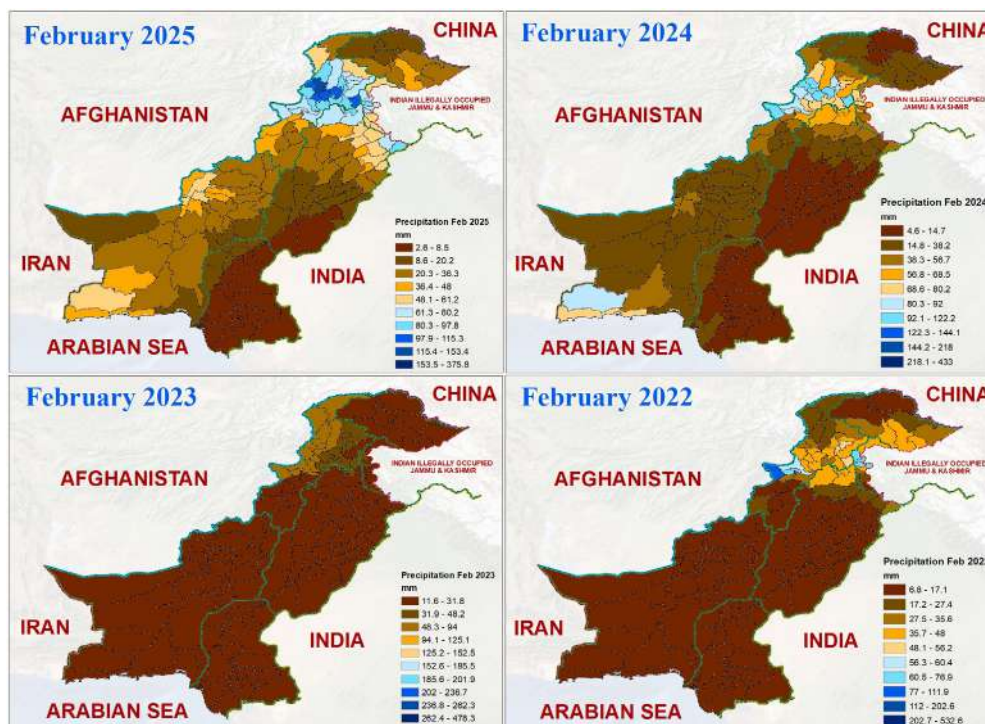 February 2025
CHINA
AFGHANISTAN
INDIAN ILLEGALLY OCCUPIED
JAMMU & KASHMIR
IRAN
INDIA
ARABIAN SEA
Precipitation Feb 2025
mm
2.6 - 8.5
8.6 - 20.2
20.3 - 36.3
36.4 - 48
48.1 - 61.2
61.3 - 60.2
80.3 - 97.8
97.9 - 115.3
115.4 - 153.4
153.5 - 375.8
February 2024
CHINA
AFGHANISTAN
INDIAN ILLEGALLY OCCUPIED
JAMMU & KASHMIR
IRAN
INDIA
ARABIAN SEA
Precipitation Feb 2024
mm
4.6 - 14.7
14.8 - 38.2
38.3 - 56.7
56.8 - 68.5
68.6 - 80.2
80.3 - 92
92.1 - 122.2
122.3 - 144.1
144.2 - 218
218.1 - 433
February 2023
CHINA
AFGHANISTAN
INDIAN ILLEGALLY OCCUPIED
JAMMU & KASHMIR
IRAN
INDIA
ARABIAN SEA
Precipitation Feb 2023
mm
11.6 - 31.8
31.9 - 48.2
48.3 - 94
94.1 - 125.1
125.2 - 152.5
152.6 - 185.5
185.6 - 201.9
202 - 236.7
236.8 - 262.3
262.4 - 478.3
February 2022
CHINA
AFGHANISTAN
INDIAN ILLEGALLY OCCUPIED
JAMMU & KASHMIR
IRAN
INDIA
ARABIAN SEA
Precipitation Feb 2022
mm
6.8 - 17.1
17.2 - 27.4
27.5 - 35.6
35.7 - 48
48.1 - 56.2
56.3 - 60.4
60.5 - 76.9
77 - 111.9
112 - 202.6
202.7 - 532.6